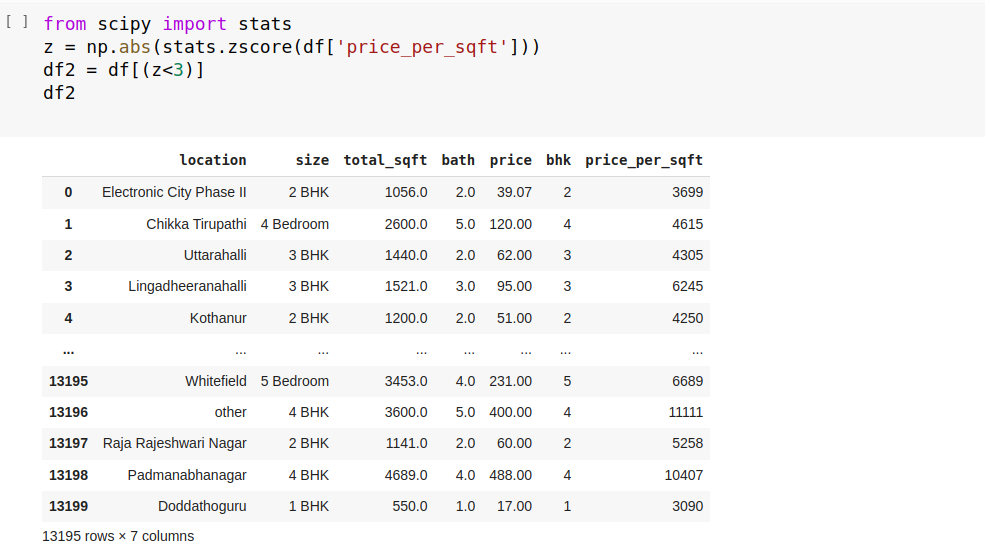 [ ] from scipy import stats
z = np.abs(stats.zscore(df['price_per_sqft']))
df2 = df[(z<3)]
df2
location size total_sqft bath price bhk price_per_sqft
0 Electronic City Phase II 2 BHK 1056.0 2.0 39.07 2 3699
1 Chikka Tirupathi 4 Bedroom 2600.0 5.0 120.00 4 4615
2 Uttarahalli 3 BHK 1440.0 2.0 62.00 3 4305
3 Lingadheeranahalli 3 BHK 1521.0 3.0 95.00 3 6245
4 Kothanur 2 BHK 1200.0 2.0 51.00 2 4250
... ... ... ... ... ... ... ...
13195 Whitefield 5 Bedroom 3453.0 4.0 231.00 5 6689
13196 other 4 BHK 3600.0 5.0 400.00 4 11111
13197 Raja Rajeshwari Nagar 2 BHK 1141.0 2.0 60.00 2 5258
13198 Padmanabhanagar 4 BHK 4689.0 4.0 488.00 4 10407
13199 Doddathoguru 1 BHK 550.0 1.0 17.00 1 3090
13195 rows × 7 columns